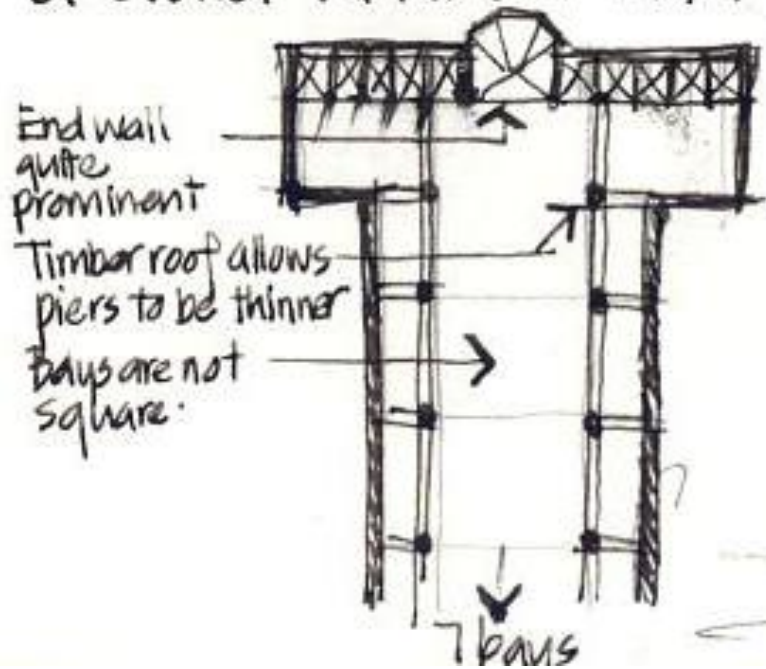 End wall
quite
prominent
Timber roof allows
piers to be thinner
Bays are not
square.
7 bays